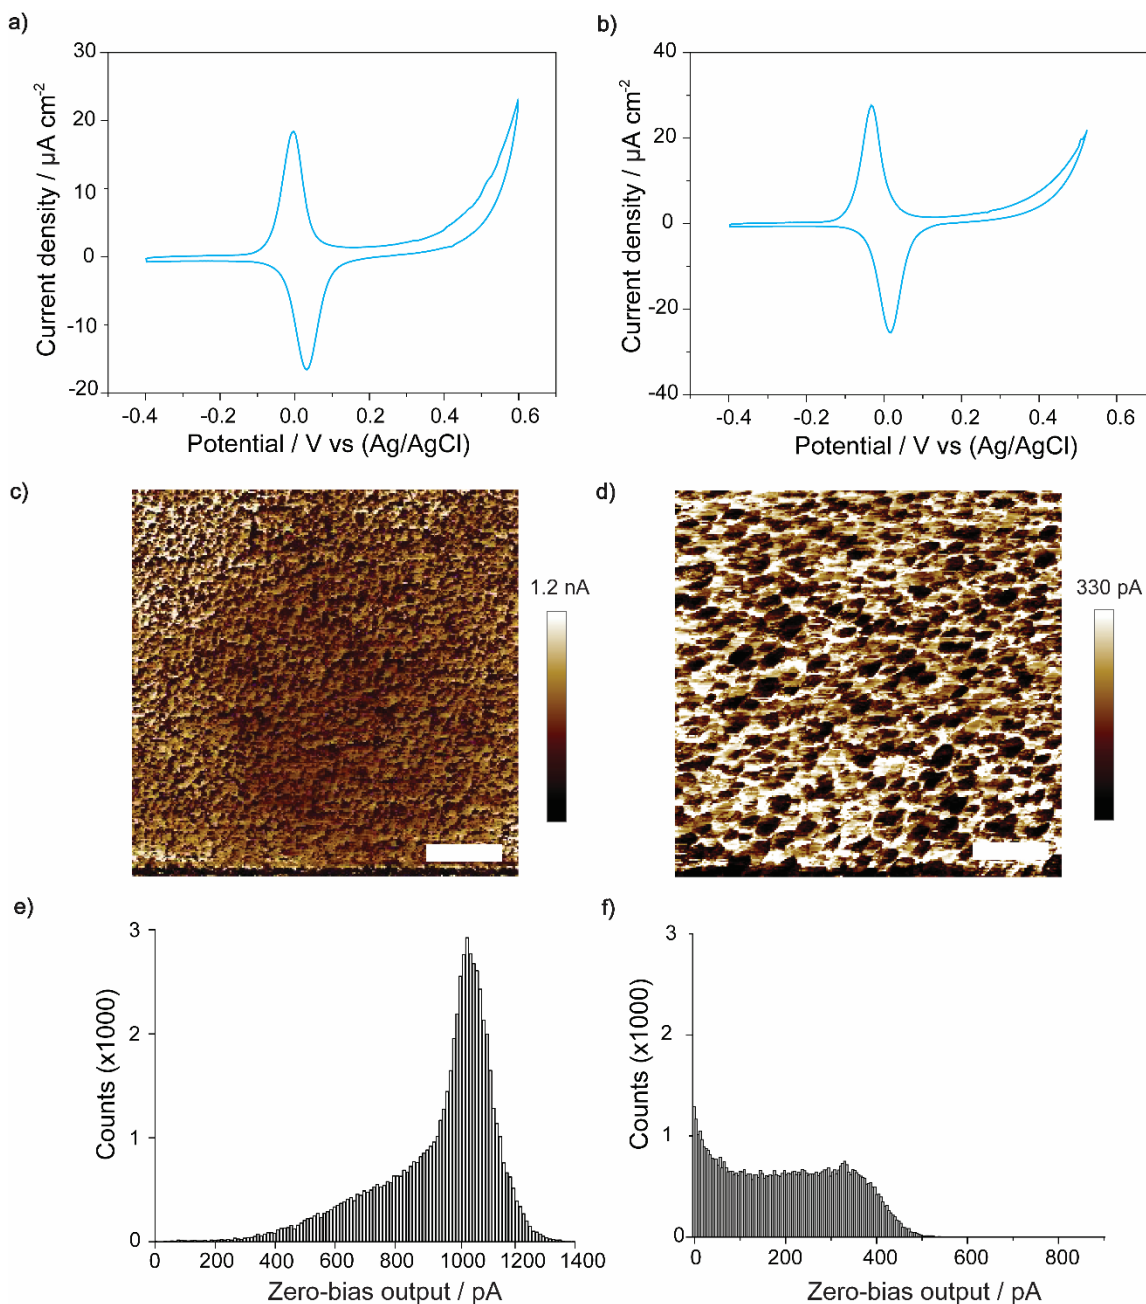 a)
30
20
10
0
-10
-20
Current density / µA cm-2
-0.4 -0.2 0.0 0.2 0.4 0.6
Potential / V vs (Ag/AgCl)
b)
40
20
0
-20
-40
Current density / µA cm-2
-0.4 -0.2 0.0 0.2 0.4 0.6
Potential / V vs (Ag/AgCl)
c)
1.2 nA
d)
330 pA
e)
3
2
1
0
Counts (x1000)
0 200 400 600 800 1000 1200 1400
Zero-bias output / pA
f)
3
2
1
0
Counts (x1000)
0 200 400 600 800
Zero-bias output / pA